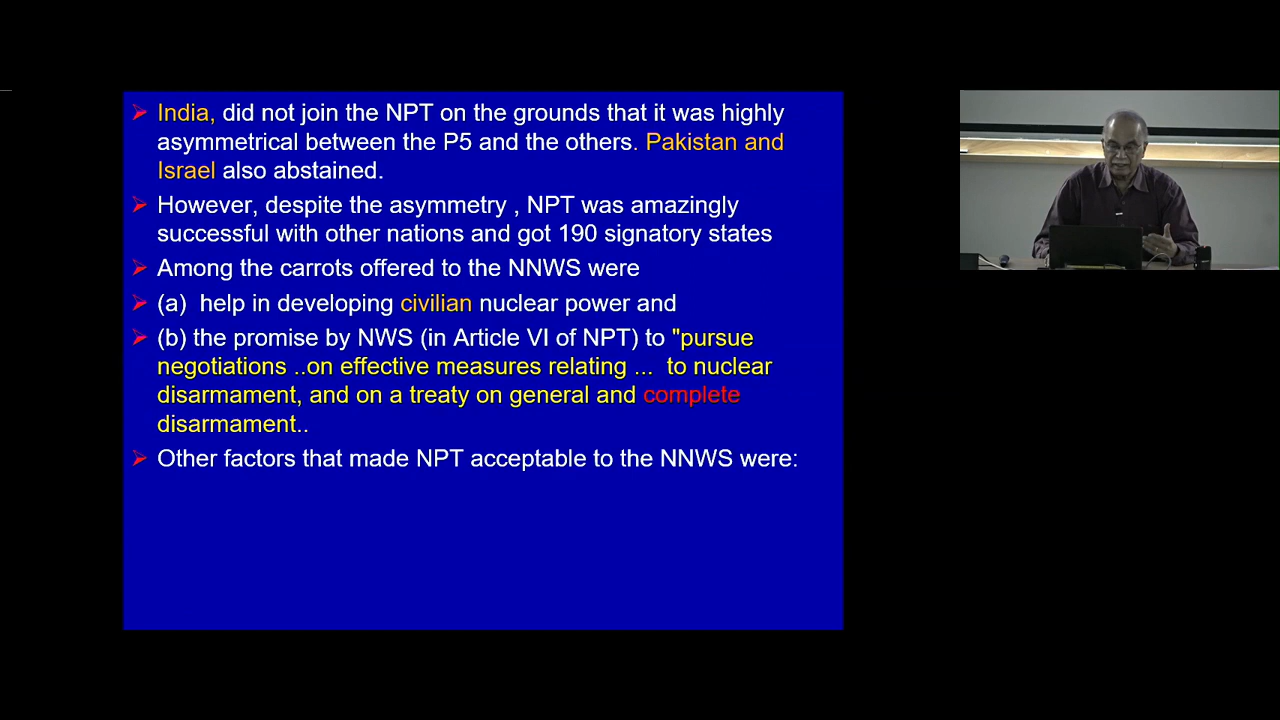 India, did not join the NPT on the grounds that it was highly
asymmetrical between the P5 and the others. Pakistan and
Israel also abstained.
However, despite the asymmetry , NPT was amazingly
successful with other nations and got 190 signatory states
Among the carrots offered to the NNWS were
(a) help in developing civilian nuclear power and
(b) the promise by NWS (in Article VI of NPT) to "pursue
negotiations ..on effective measures relating ... to nuclear
disarmament, and on a treaty on general and complete
disarmament..
Other factors that made NPT acceptable to the NNWS were: